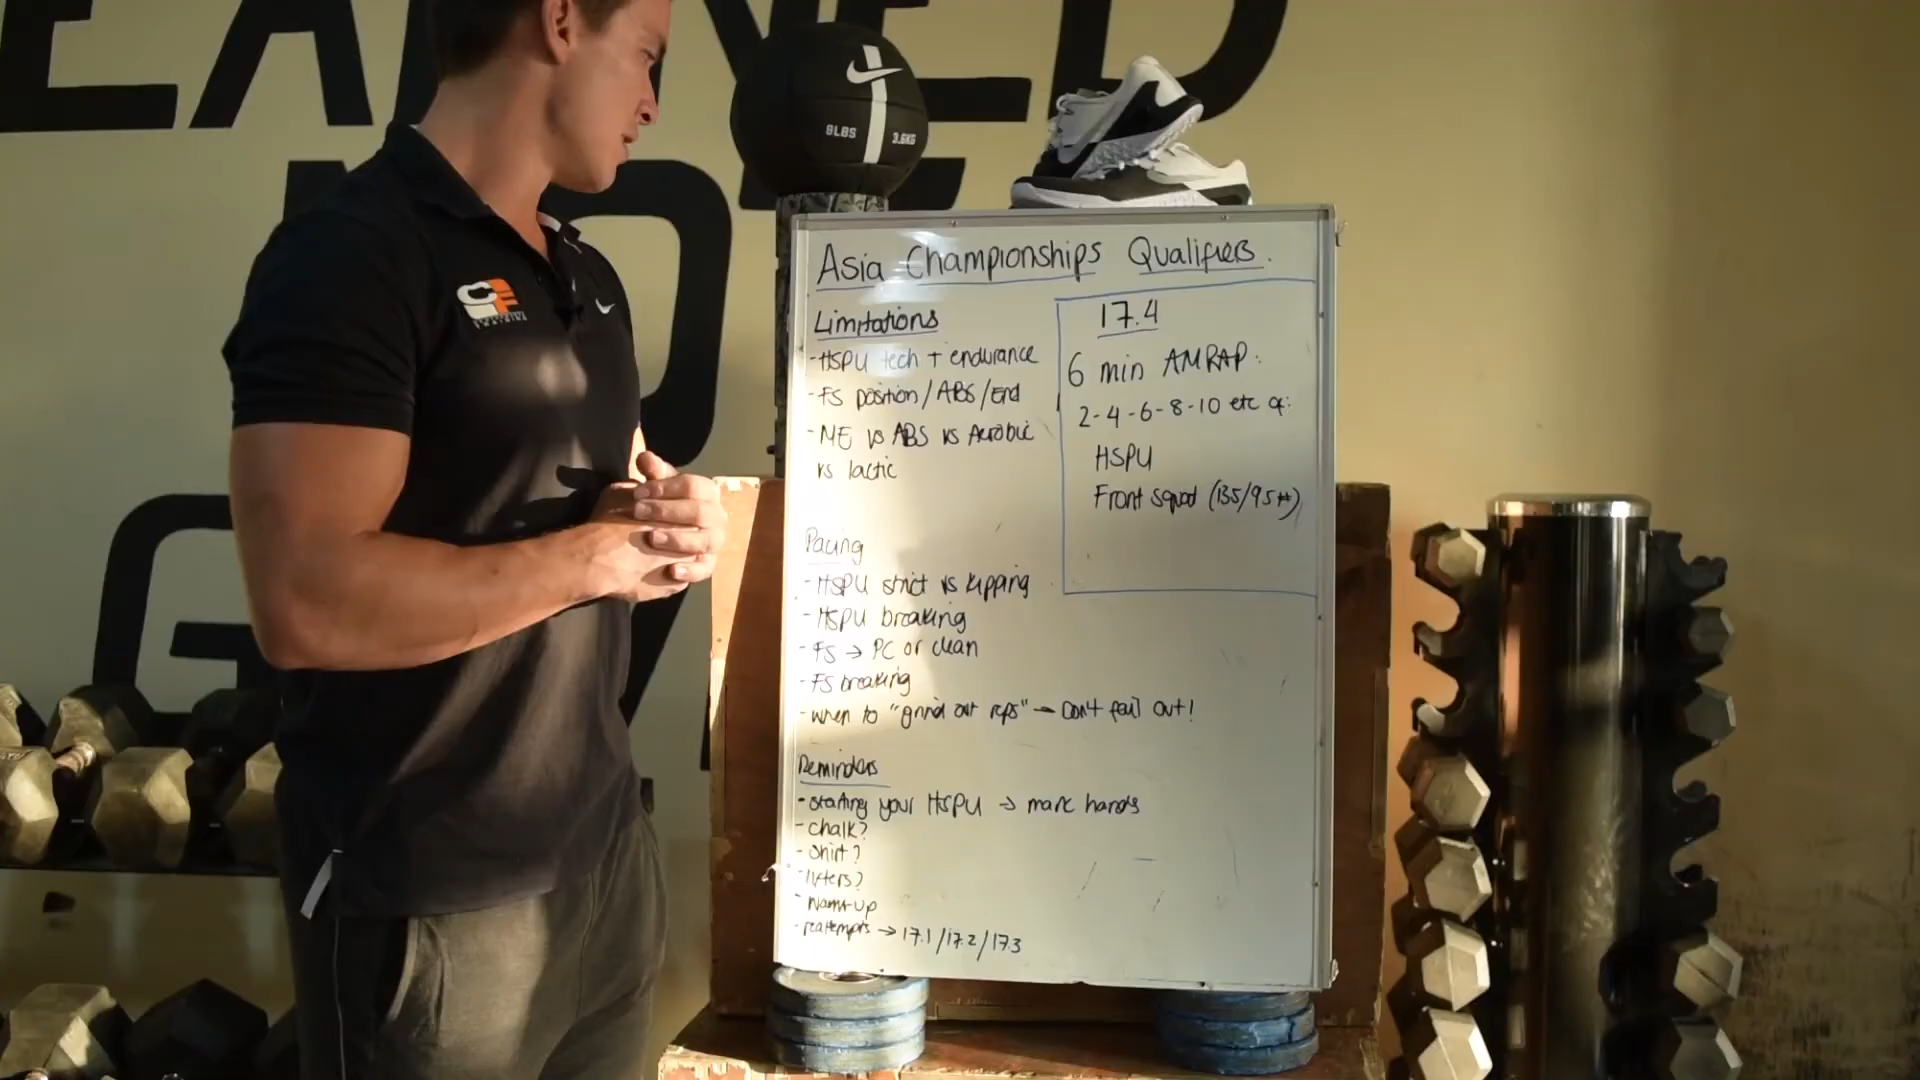 EARNED
NOT
8LBS
3.6KG
CF
Asia Championships Qualifiers.
Limitations
- HSPU tech + endurance
- FS position/ABS/End
- ME vs ABS vs Aerobic
vs lactic
17.4
6 min AMRAP.
2-4-6-8-10 etc of:
HSPU
Front squad (135/95#)
Pacing
- HSPU strict vs kipping
- HSPU breaking
- FS → PC or clean
- FS breaking
- when to "grind out reps" → Don't fail out!
Reminders
- starting your HSPU → mark hands
- Chalk?
- Shirt?
- lifters?
- Warm-up
- reattempts → 17.1/17.2/17.3